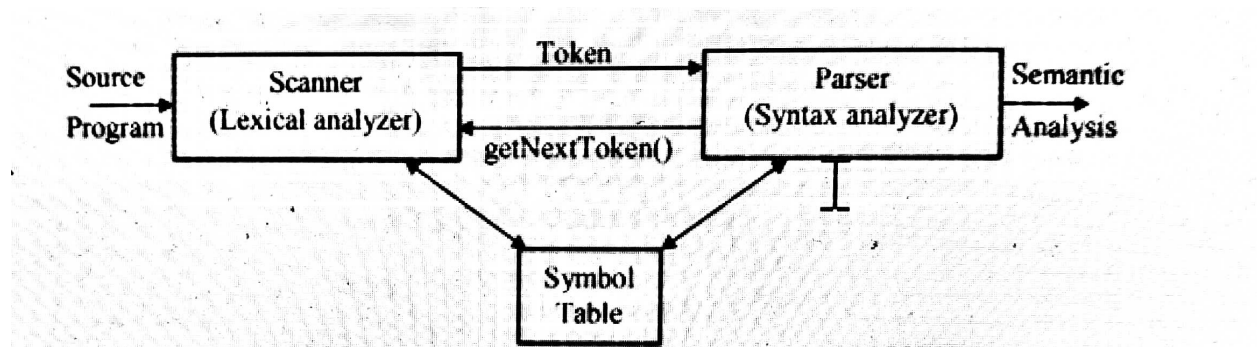 Source
Program
Scanner
(Lexical analyzer)
Token
getNextToken()
Parser
(Syntax analyzer)
Semantic
Analysis
Symbol
Table